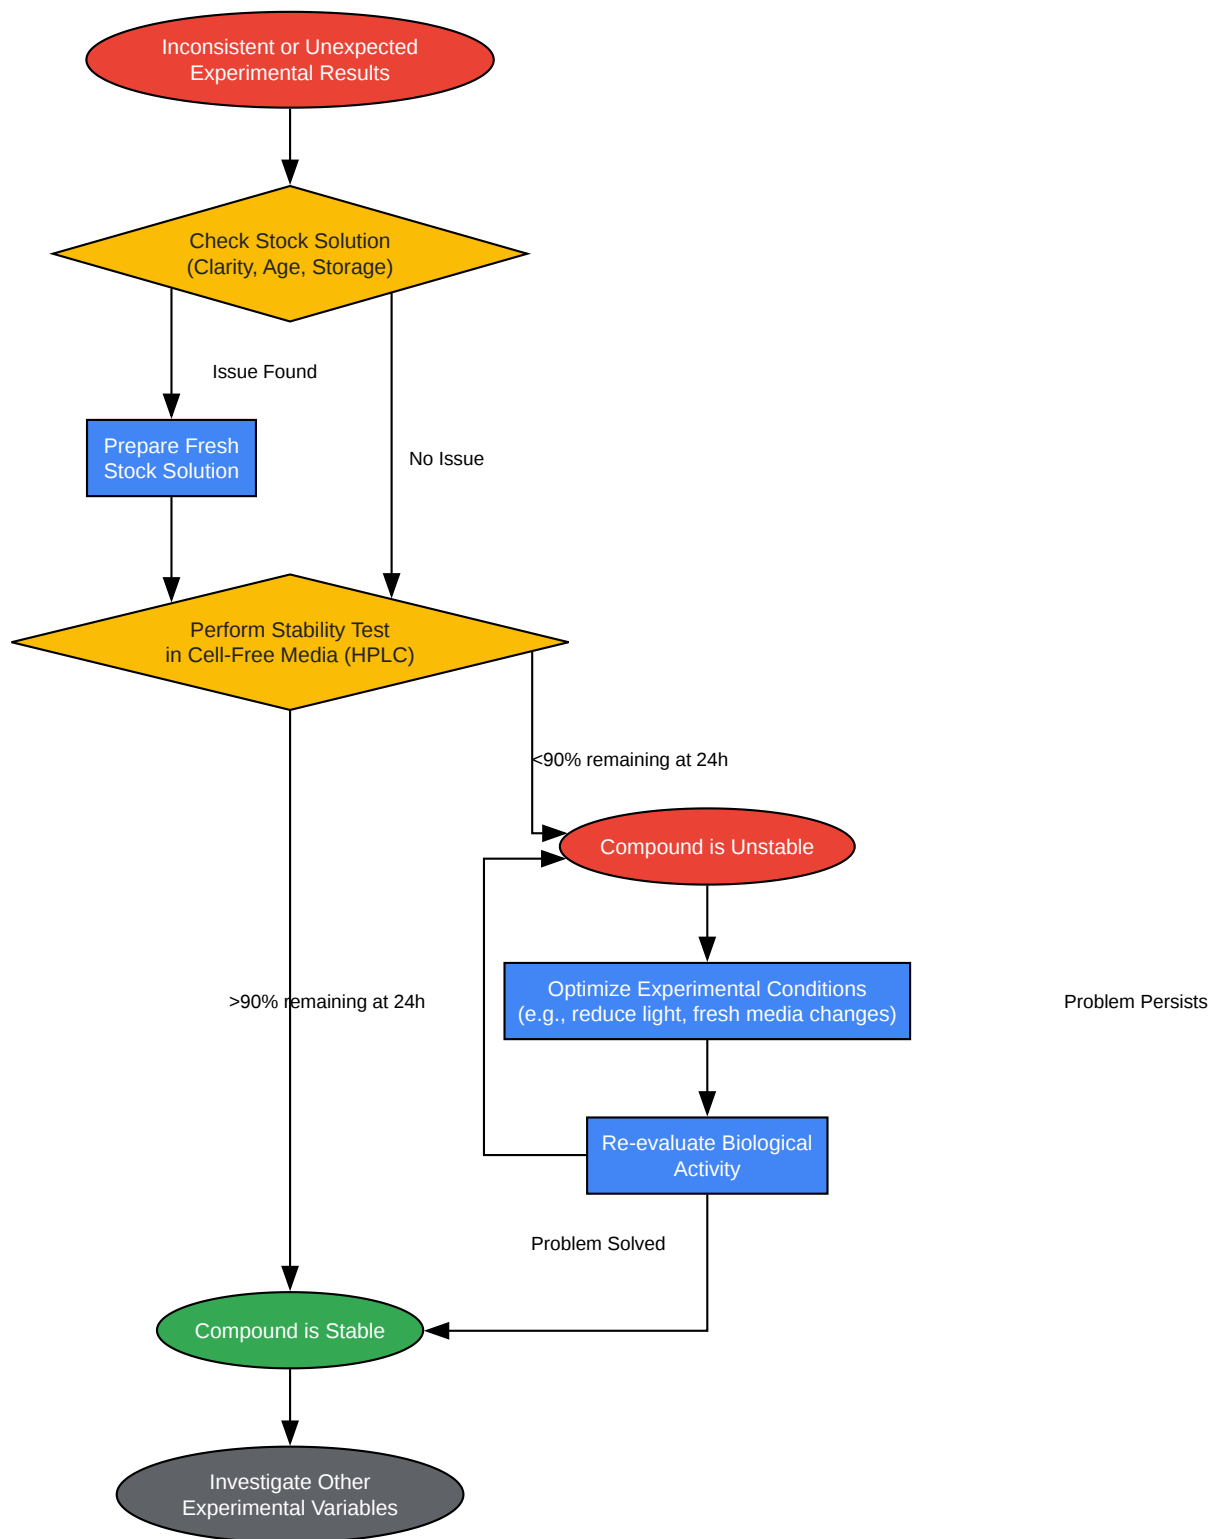 Inconsistent or Unexpected
Experimental Results
Check Stock Solution
(Clarity, Age, Storage)
Issue Found
Prepare Fresh
Stock Solution
No Issue
Perform Stability Test
in Cell-Free Media (HPLC)
<90% remaining at 24h
Compound is Unstable
Optimize Experimental Conditions
(e.g., reduce light, fresh media changes)
>90% remaining at 24h
Problem Persists
Re-evaluate Biological
Activity
Problem Solved
Compound is Stable
Investigate Other
Experimental Variables